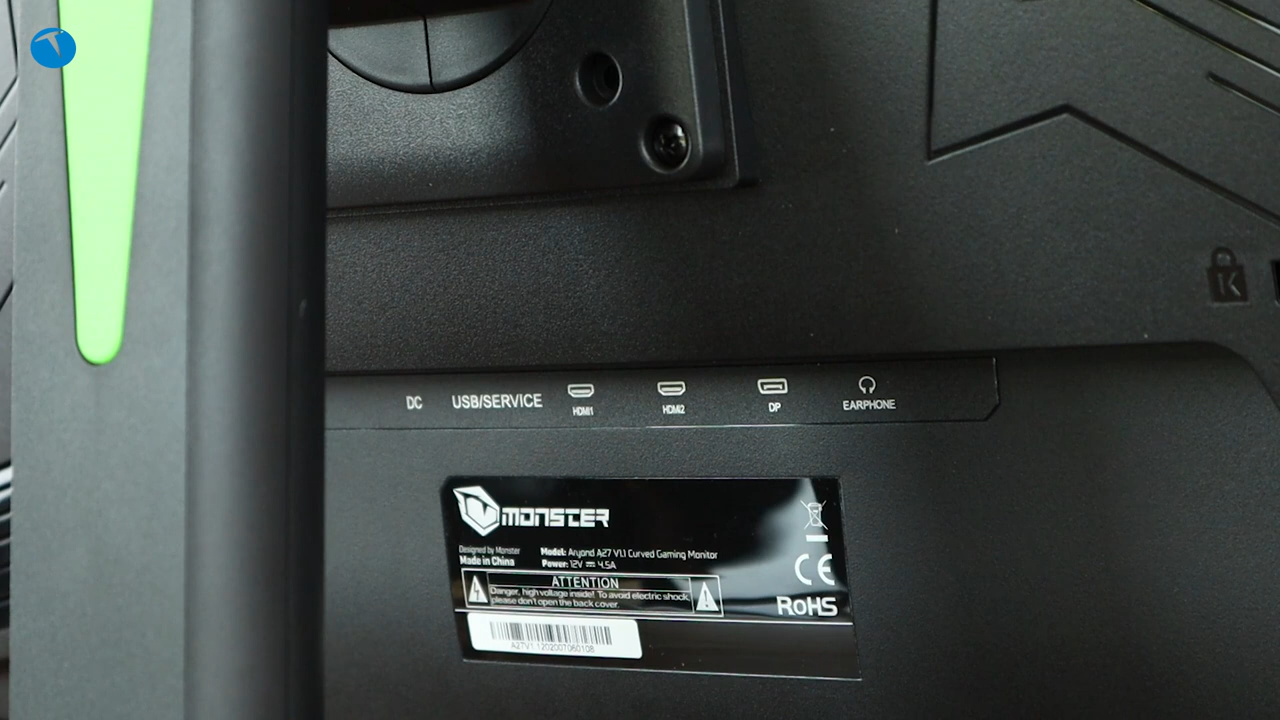 DC USB/SERVICE HDMI1 HDMI2 DP EARPHONE
MONSTER
Designed by Monster
Made in China
Model: Aryond A27 V1.1 Curved Gaming Monitor
Power: 12V ⎓ 4.5A
ATTENTION
Danger, high voltage inside! To avoid electric shock,
please don't open the back cover.
CE
RoHS
A27V1.1202007060108
K